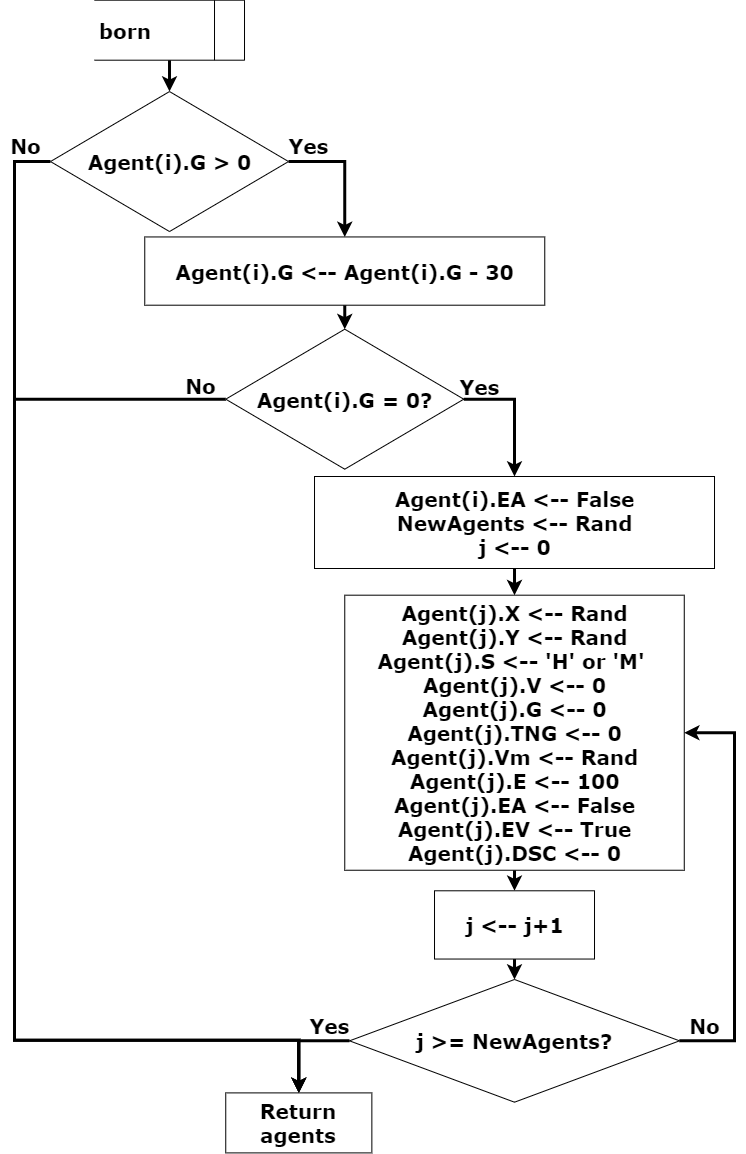 born
No
Yes
Agent(i).G > 0
Agent(i).G <-- Agent(i).G - 30
No
Yes
Agent(i).G = 0?
Agent(i).EA <-- False
NewAgents <-- Rand
j <-- 0
Agent(j).X <-- Rand
Agent(j).Y <-- Rand
Agent(j).S <-- 'H' or 'M'
Agent(j).V <-- 0
Agent(j).G <-- 0
Agent(j).TNG <-- 0
Agent(j).Vm <-- Rand
Agent(j).E <-- 100
Agent(j).EA <-- False
Agent(j).EV <-- True
Agent(j).DSC <-- 0
j <-- j+1
Yes
No
j >= NewAgents?
Return
agents